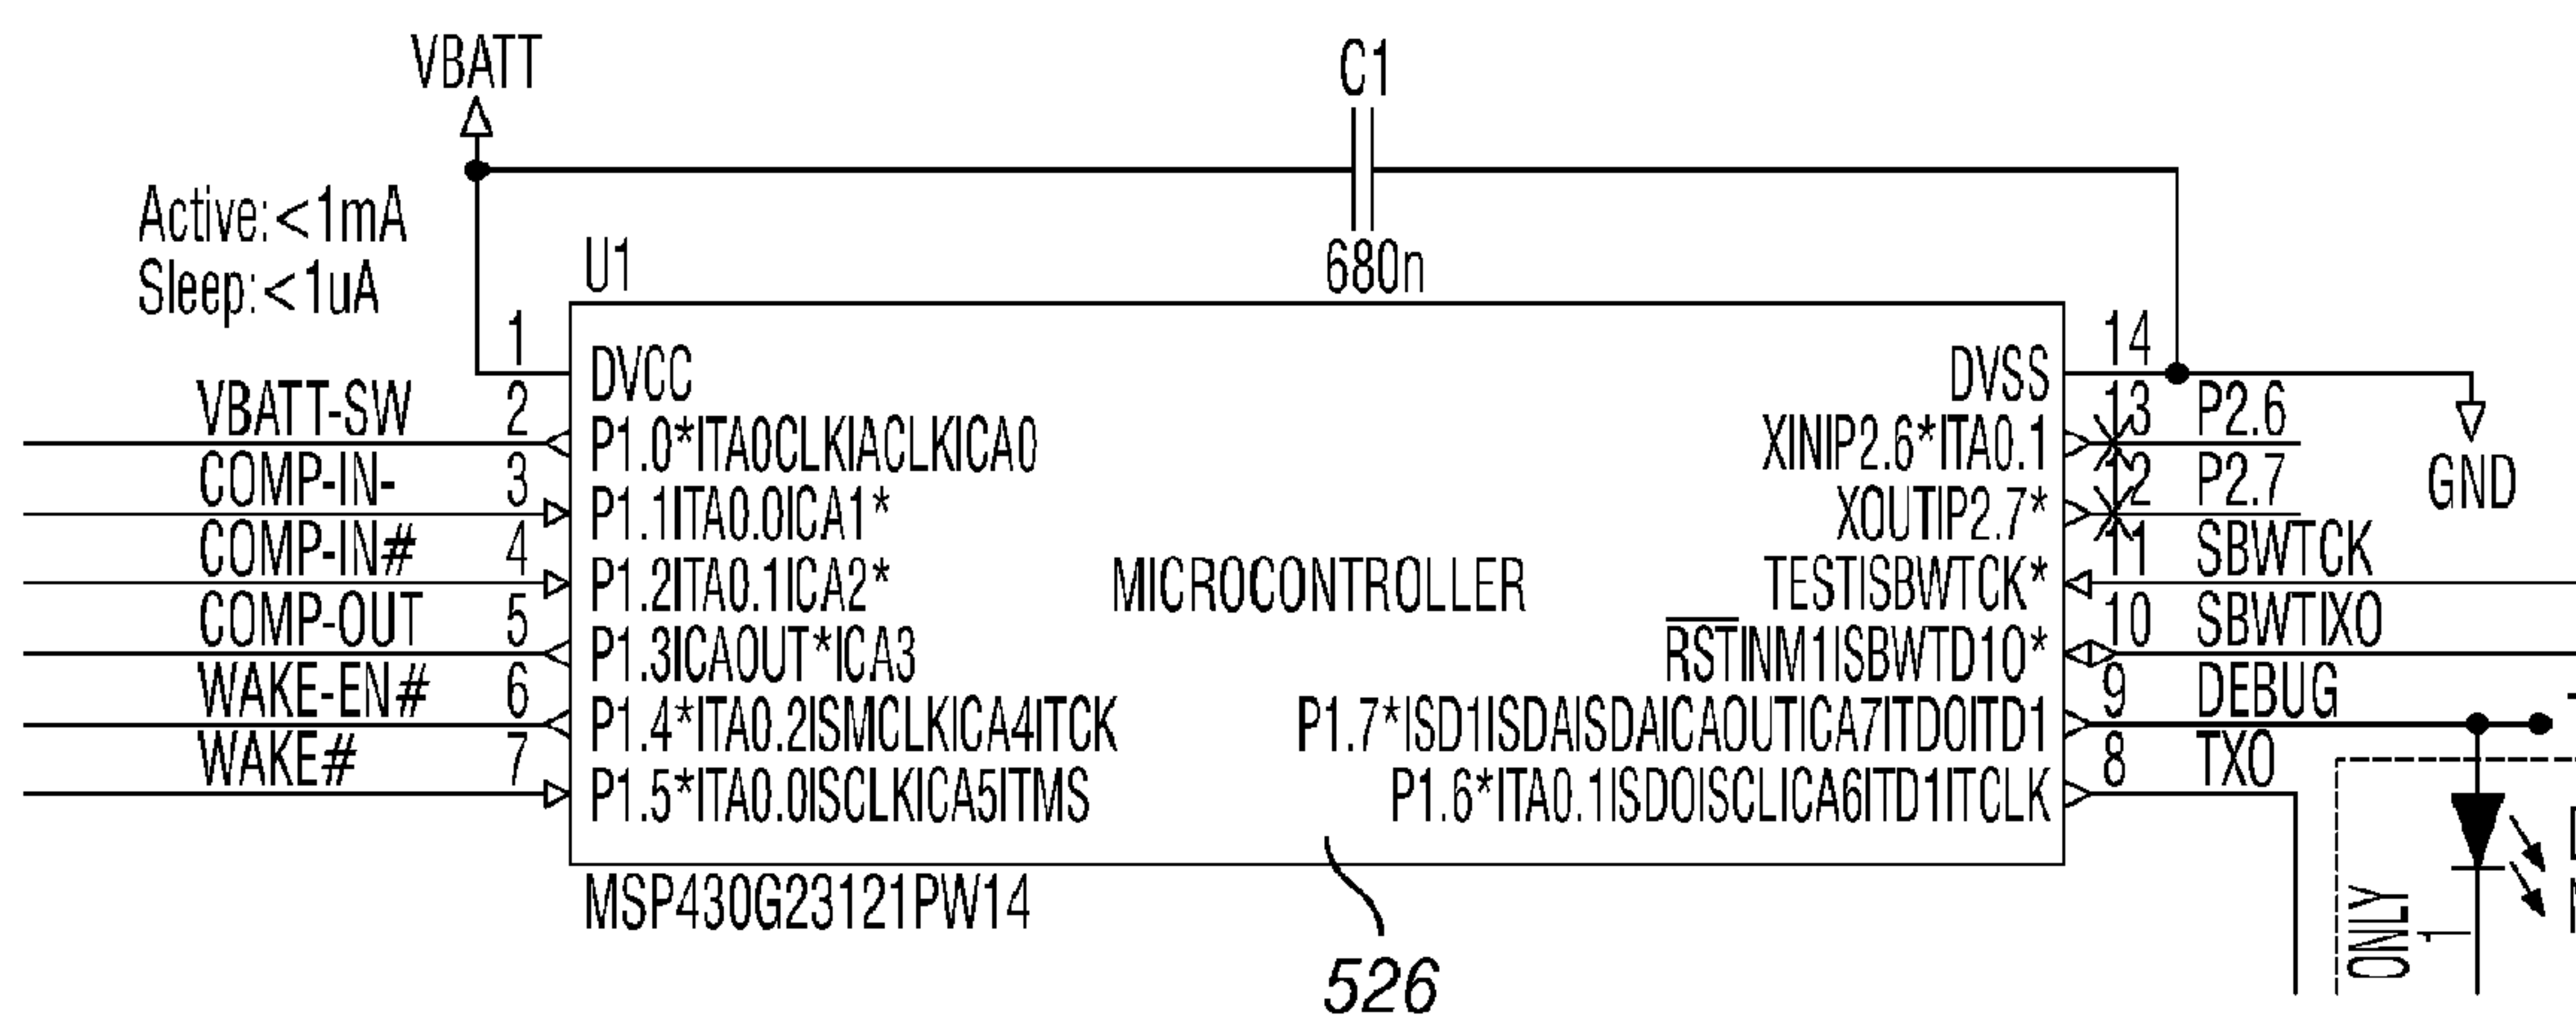 VBATT
C1
680n
Active:<1mA
Sleep:<1uA
U1
1
DVCC
VBATT-SW 2 P1.0*ITA0CLKIACLKICA0
COMP-IN- 3 P1.1ITA0.0ICA1*
COMP-IN# 4 P1.2ITA0.1ICA2*
COMP-OUT 5 P1.3ICAOUT*ICA3
WAKE-EN# 6 P1.4*ITA0.2ISMCLKICA4ITCK
WAKE# 7 P1.5*ITA0.0ISCLKICA5ITMS
MICROCONTROLLER
DVSS 14
XINIP2.6*ITA0.1 13 P2.6
XOUTIP2.7* 12 P2.7
TESTISBWTCK* 11 SBWTCK
RSTINM1ISBWTD10* 10 SBWTIXO
P1.7*ISD1ISDAISDAICAOUTICA7ITDOITD1 9 DEBUG
P1.6*ITA0.1ISDOISCLICA6ITD1ITCLK 8 TXO
GND
MSP430G23121PW14
526
ONLY
1